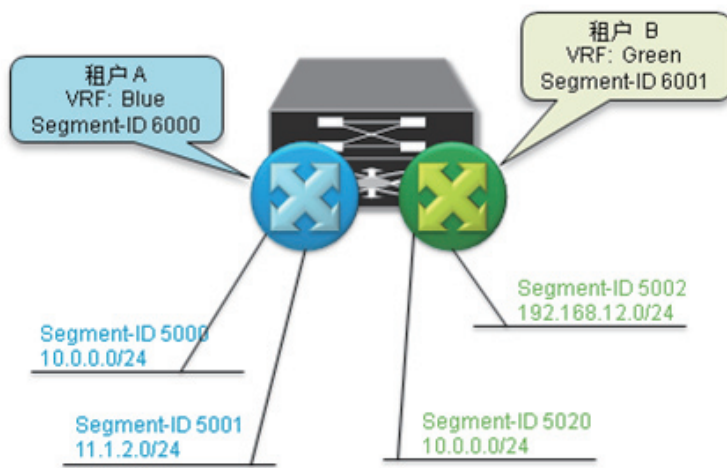 租户 A
VRF: Blue
Segment-ID 6000
租户 B
VRF: Green
Segment-ID 6001
Segment-ID 5002
192.168.12.0/24
Segment-ID 5000
10.0.0.0/24
Segment-ID 5001
11.1.2.0/24
Segment-ID 5020
10.0.0.0/24